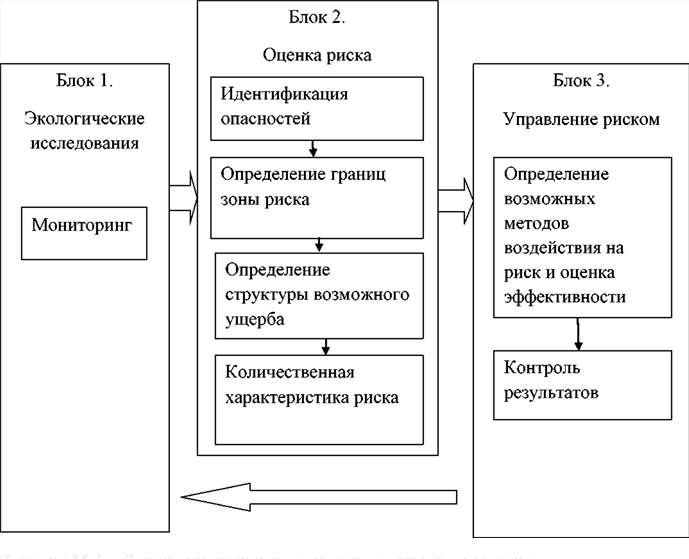 Блок 1.
Экологические
исследования
Мониторинг
Блок 2.
Оценка риска
Идентификация
опасностей
Определение границ
зоны риска
Определение
структуры возможного
ущерба
Количественная
характеристика риска
Блок 3.
Управление риском
Определение
возможных
методов
воздействия на
риск и оценка
эффективности
Контроль
результатов